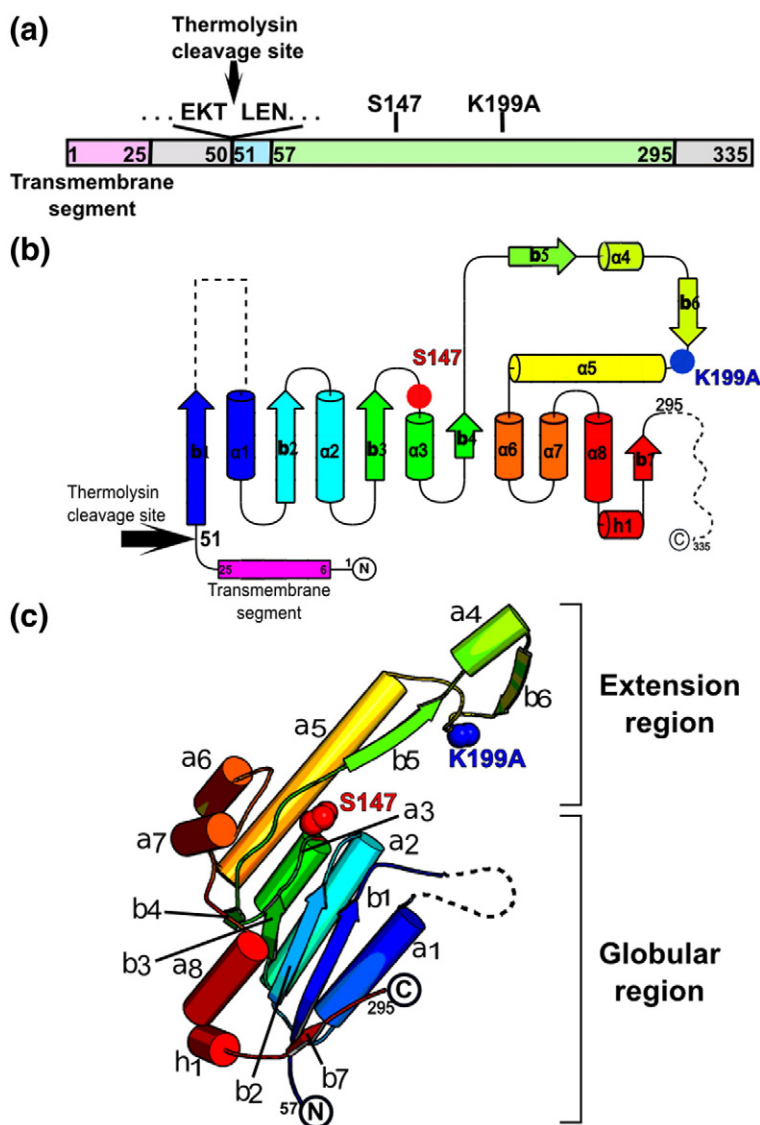 (a)
Thermolysin
cleavage site
. . . EKT LEN. . .
S147
K199A
1 25 50 51 57 295 335
Transmembrane
segment
(b)
b5
α4
b6
S147
α5
K199A
b1
α1
b2
α2
b3
α3
b4
α6
α7
α8
b7
295
h1
Thermolysin
cleavage site
51
25 6 1 N
C 335
Transmembrane
segment
(c)
a4
b6
Extension
region
a5
b5
K199A
a6
S147
a3
a7
a2
b1
b4
b3
a8
a1
Globular
region
C
295
h1
b2
b7
57 N